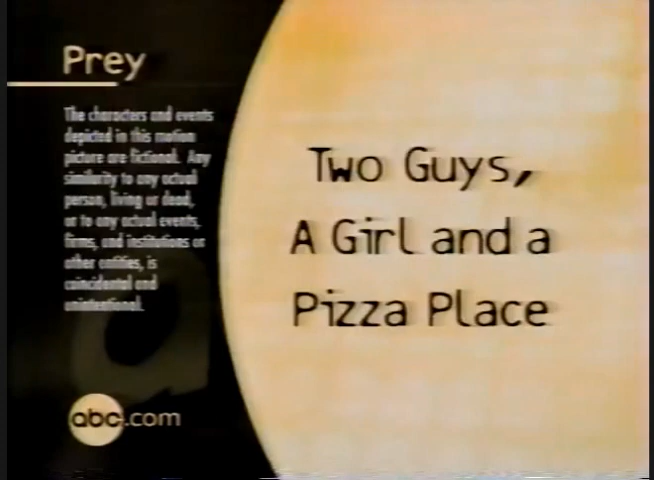 Prey
The characters and events
depicted in this motion
picture are fictional. Any
similarity to any actual
person, living or dead,
or to any actual events,
firms, and institutions or
other entities, is
coincidental and
unintentional.
abc.com
Two Guys,
A Girl and a
Pizza Place